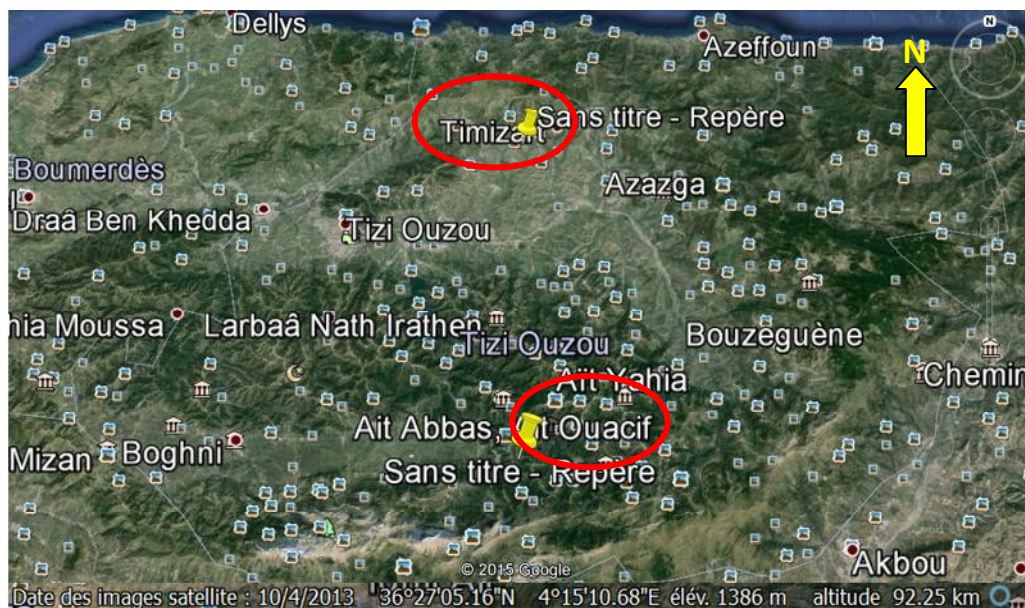 Dellys
Azeffoun
N
N
Sans titre - Repère
Timizart
Boumerdès
Azazga
Draâ Ben Khedda
Tizi Ouzou
hia Moussa
Larbaâ Nath Irathen
Tizi Ouzou
Bouzeguène
Aït Yahia
Chemin
Ait Abbas, Ait Ouacif
Mizan
Boghni
Sans titre - Repère
© 2015 Google
Akbou
Date des images satellite : 10/4/2013 36°27'05.16"N 4°15'10.68"E élév. 1386 m altitude 92.25 km